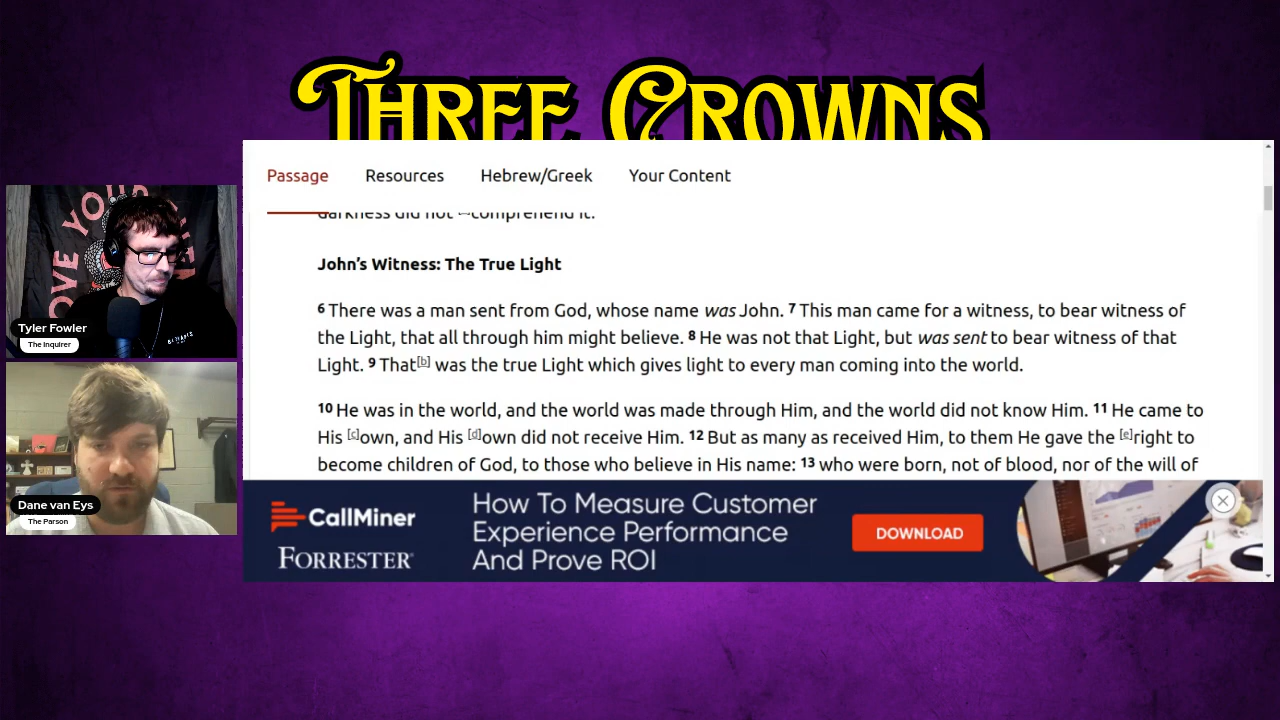 THREE CROWNS
Passage Resources Hebrew/Greek Your Content
darkness did not comprehend it.
John's Witness: The True Light
6 There was a man sent from God, whose name was John. 7 This man came for a witness, to bear witness of
the Light, that all through him might believe. 8 He was not that Light, but was sent to bear witness of that
Light. 9 That[b] was the true Light which gives light to every man coming into the world.
10 He was in the world, and the world was made through Him, and the world did not know Him. 11 He came to
His [c]own, and His [d]own did not receive Him. 12 But as many as received Him, to them He gave the [e]right to
become children of God, to those who believe in His name: 13 who were born, not of blood, nor of the will of
CallMiner
FORRESTER
How To Measure Customer
Experience Performance
And Prove ROI
DOWNLOAD
OVE YOU
Tyler Fowler
The Inquirer
Dane van Eys
The Parson